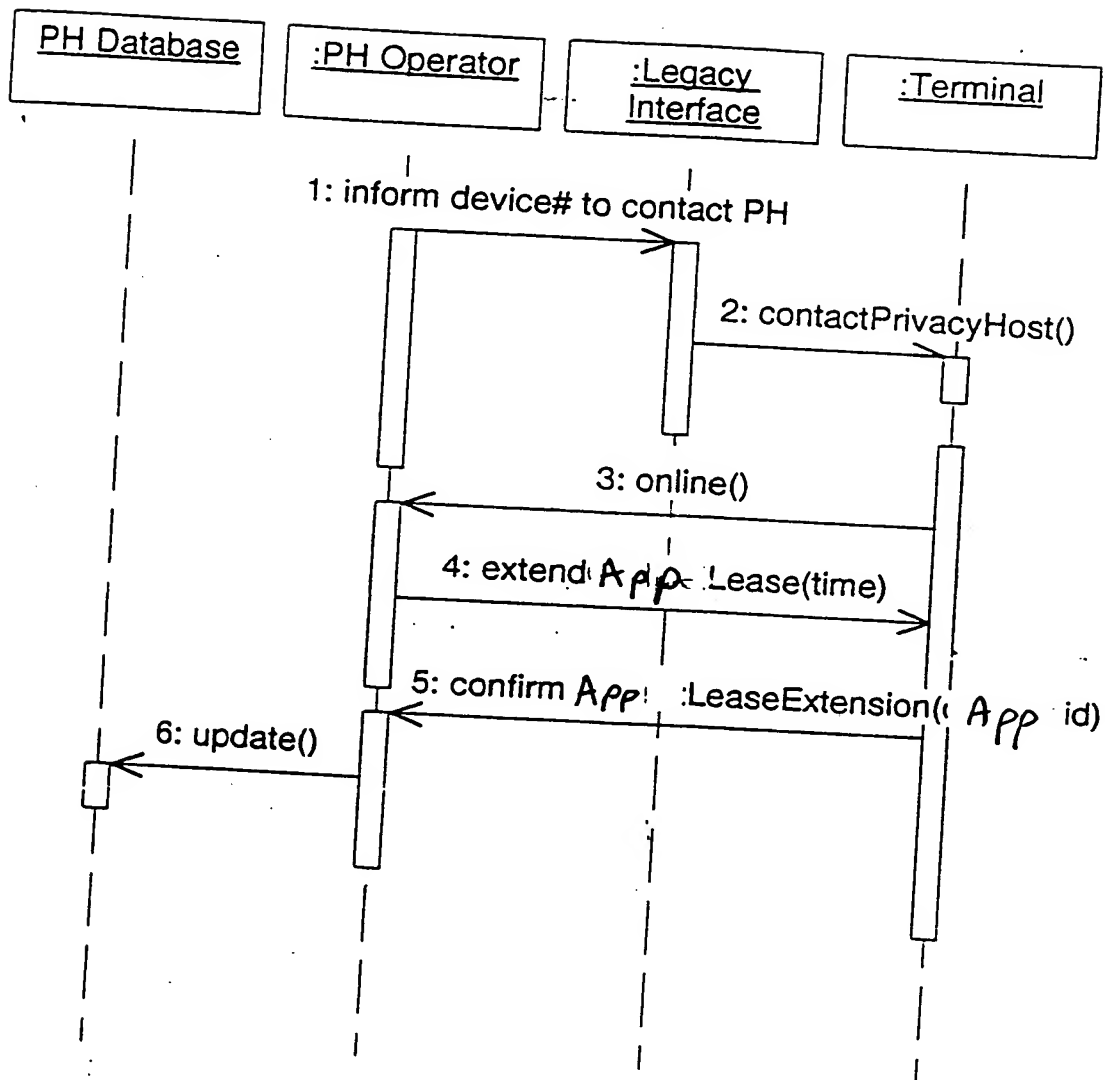 PH Database
:PH Operator
:Legacy
Interface
:Terminal
1: inform device# to contact PH
2: contactPrivacyHost()
3: online()
4: extend App Lease(time)
5: confirm App :LeaseExtension( App id)
6: update()